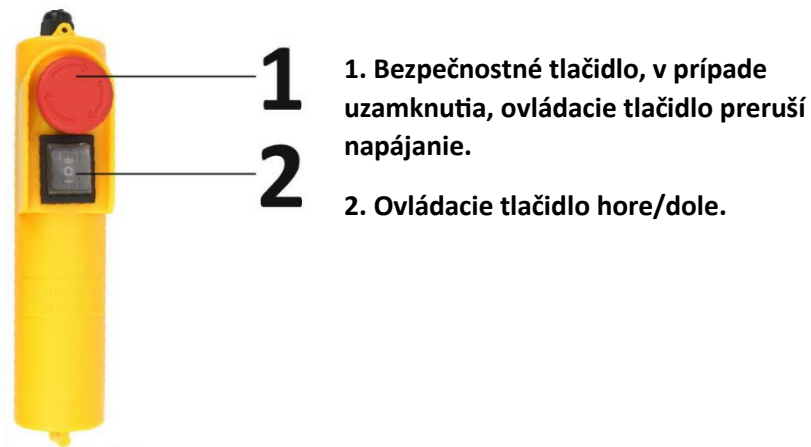 1
1. Bezpečnostné tlačidlo, v prípade
uzamknutia, ovládacie tlačidlo preruší
napájanie.
2
2. Ovládacie tlačidlo hore/dole.